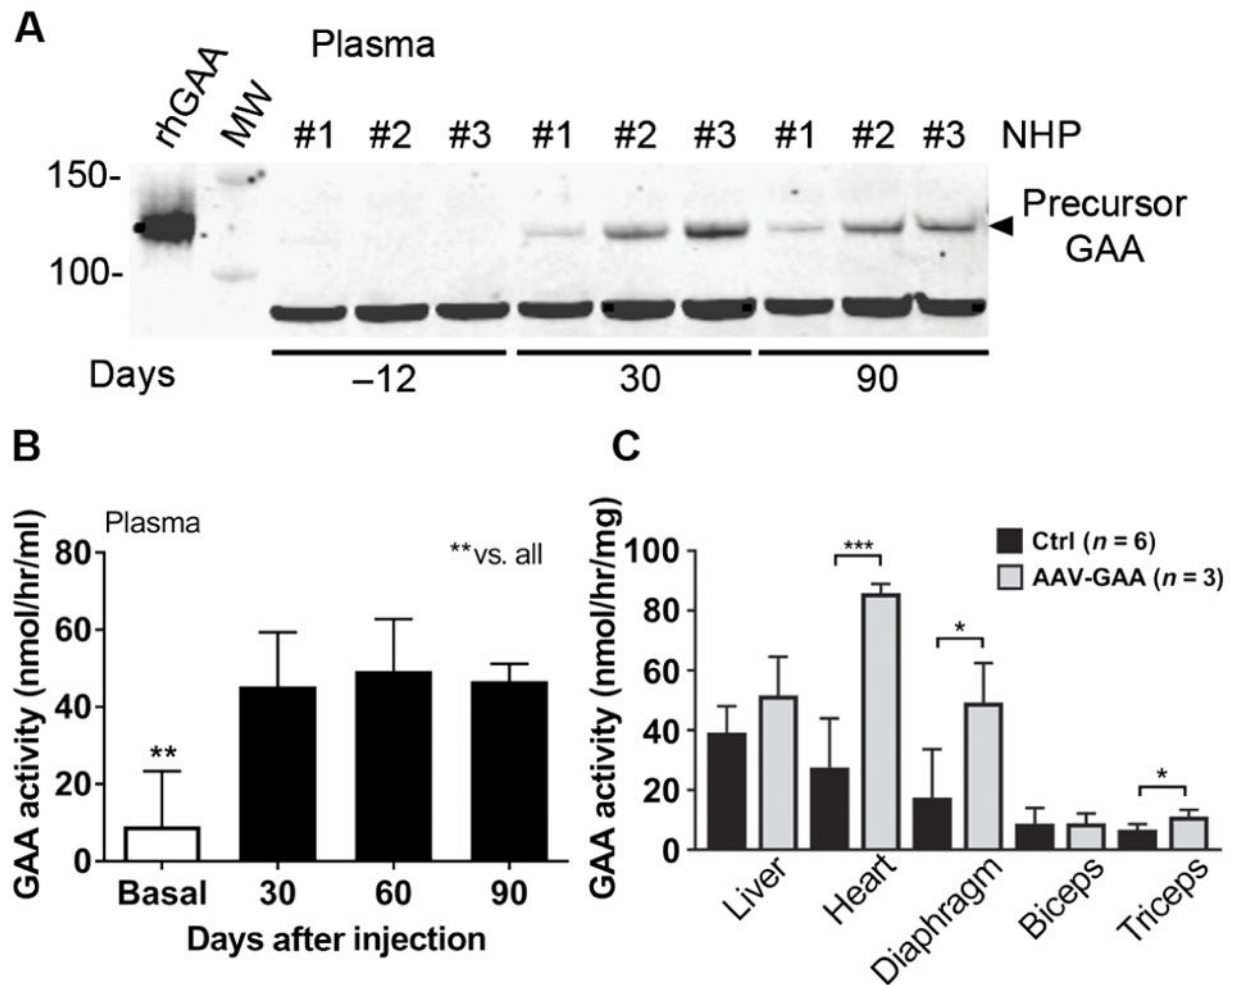 A
Plasma
rhGAA
MW
#1 #2 #3 #1 #2 #3 #1 #2 #3 NHP
150-
100-
Precursor
GAA
Days –12 30 90
B
Plasma
**vs. all
GAA activity (nmol/hr/ml)
80
60
40
20
0
**
Basal 30 60 90
Days after injection
C
Ctrl (n = 6)
AAV-GAA (n = 3)
GAA activity (nmol/hr/mg)
100
80
60
40
20
0
***
*
*
Liver
Heart
Diaphragm
Biceps
Triceps